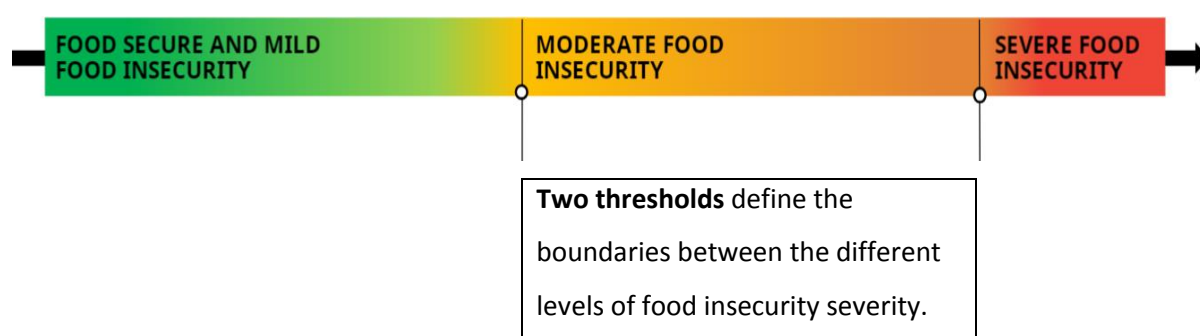 FOOD SECURE AND MILD
FOOD INSECURITY
MODERATE FOOD
INSECURITY
SEVERE FOOD
INSECURITY
Two thresholds define the
boundaries between the different
levels of food insecurity severity.